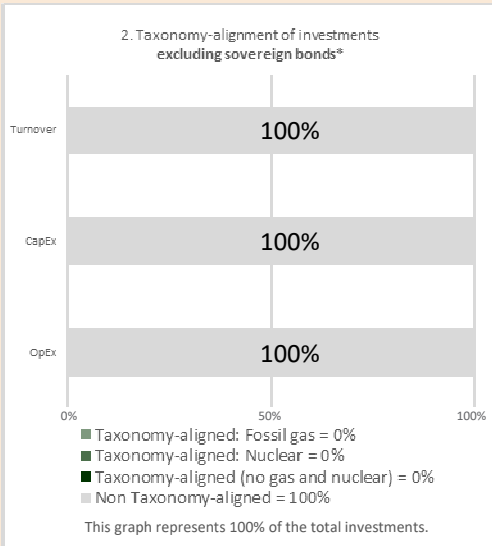 2. Taxonomy-alignment of investments
excluding sovereign bonds*
Turnover
100%
CapEx
100%
OpEx
100%
0%
50%
100%
Taxonomy-aligned: Fossil gas = 0%
Taxonomy-aligned: Nuclear = 0%
Taxonomy-aligned (no gas and nuclear) = 0%
Non Taxonomy-aligned = 100%
This graph represents 100% of the total investments.